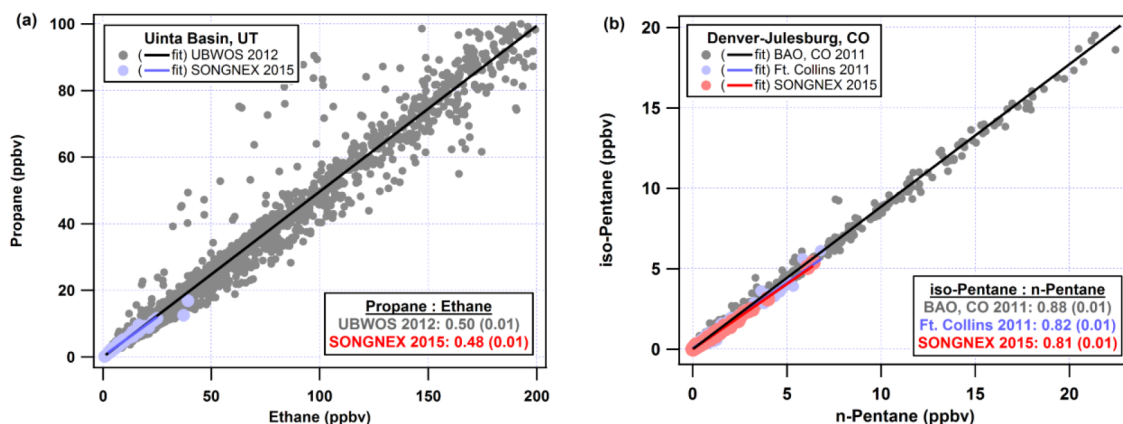 (a)
Uinta Basin, UT
(fit) UBWOS 2012
(fit) SONGNEX 2015
100
80
60
40
20
0
Propane (ppbv)
Propane : Ethane
UBWOS 2012: 0.50 (0.01)
SONGNEX 2015: 0.48 (0.01)
0
50
100
150
200
Ethane (ppbv)
(b)
Denver-Julesburg, CO
(fit) BAO, CO 2011
(fit) Ft. Collins 2011
(fit) SONGNEX 2015
20
15
10
5
0
iso-Pentane (ppbv)
iso-Pentane : n-Pentane
BAO, CO 2011: 0.88 (0.01)
Ft. Collins 2011: 0.82 (0.01)
SONGNEX 2015: 0.81 (0.01)
0
5
10
15
20
n-Pentane (ppbv)